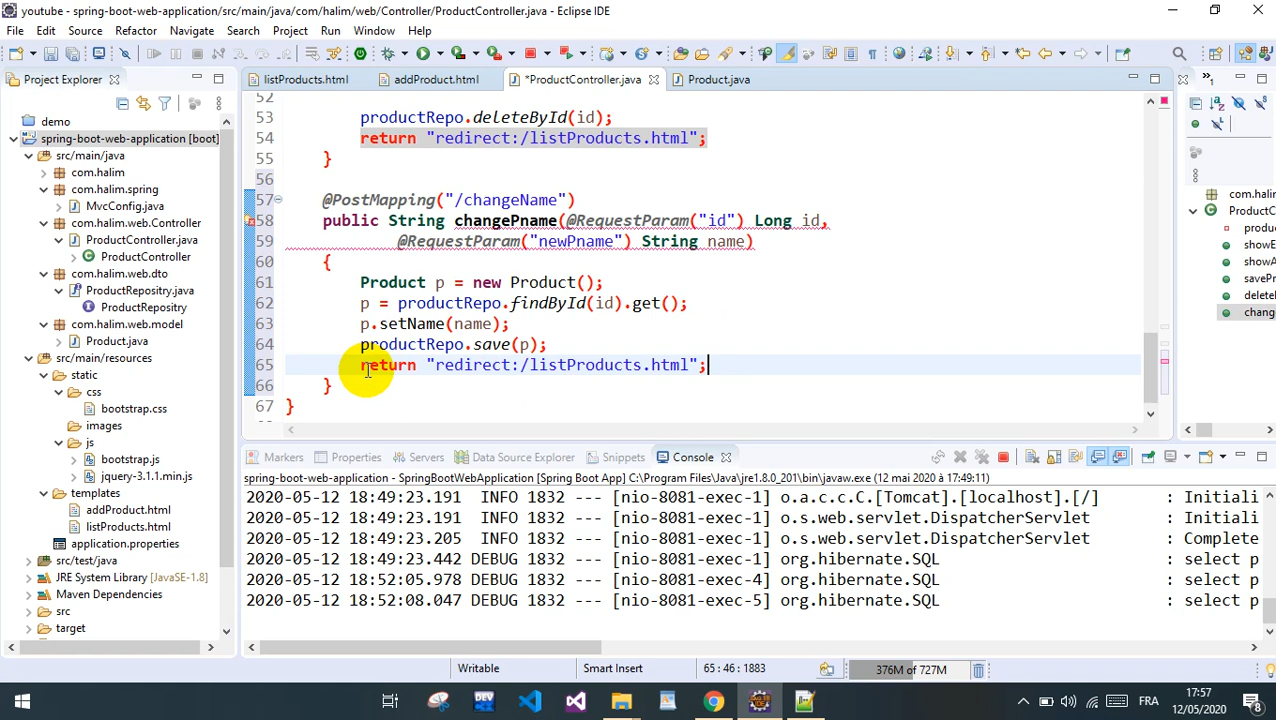 youtube - spring-boot-web-application/src/main/java/com/halim/web/Controller/ProductController.java - Eclipse IDE
File Edit Source Refactor Navigate Search Project Run Window Help
Project Explorer
listProducts.html addProduct.html *ProductController.java Product.java
demo
spring-boot-web-application [boot]
src/main/java
com.halim
com.halim.spring
MvcConfig.java
com.halim.web.Controller
ProductController.java
ProductController
com.halim.web.dto
ProductRepositry.java
ProductRepositry
com.halim.web.model
Product.java
src/main/resources
static
css
bootstrap.css
images
js
bootstrap.js
jquery-3.1.1.min.js
templates
addProduct.html
listProducts.html
application.properties
src/test/java
JRE System Library [JavaSE-1.8]
Maven Dependencies
src
target
52
53 productRepo.deleteById(id);
54 return "redirect:/listProducts.html";
55 }
56
57 @PostMapping("/changeName")
58 public String changePname(@RequestParam("id") Long id,
59 @RequestParam("newPname") String name)
60 {
61 Product p = new Product();
62 p = productRepo.findById(id).get();
63 p.setName(name);
64 productRepo.save(p);
65 return "redirect:/listProducts.html";
66 }
67 }
com.halin
ProductC
produ
showE
showA
delet
chang
Markers Properties Servers Data Source Explorer Snippets Console
spring-boot-web-application - SpringBootWebApplication [Spring Boot App] C:\Program Files\Java\jre1.8.0_201\bin\javaw.exe (12 mai 2020 à 17:49:11)
2020-05-12 18:49:23.191 INFO 1832 --- [nio-8081-exec-1] o.a.c.c.C.[Tomcat].[localhost].[/] : Initiali
2020-05-12 18:49:23.191 INFO 1832 --- [nio-8081-exec-1] o.s.web.servlet.DispatcherServlet : Initiali
2020-05-12 18:49:23.205 INFO 1832 --- [nio-8081-exec-1] o.s.web.servlet.DispatcherServlet : Complete
2020-05-12 18:49:23.442 DEBUG 1832 --- [nio-8081-exec-1] org.hibernate.SQL : select p
2020-05-12 18:52:05.978 DEBUG 1832 --- [nio-8081-exec-4] org.hibernate.SQL : select p
2020-05-12 18:52:08.047 DEBUG 1832 --- [nio-8081-exec-5] org.hibernate.SQL : select p
Writable Smart Insert 65 : 46 : 1883 376M of 727M
FRA
17:57
12/05/2020
8